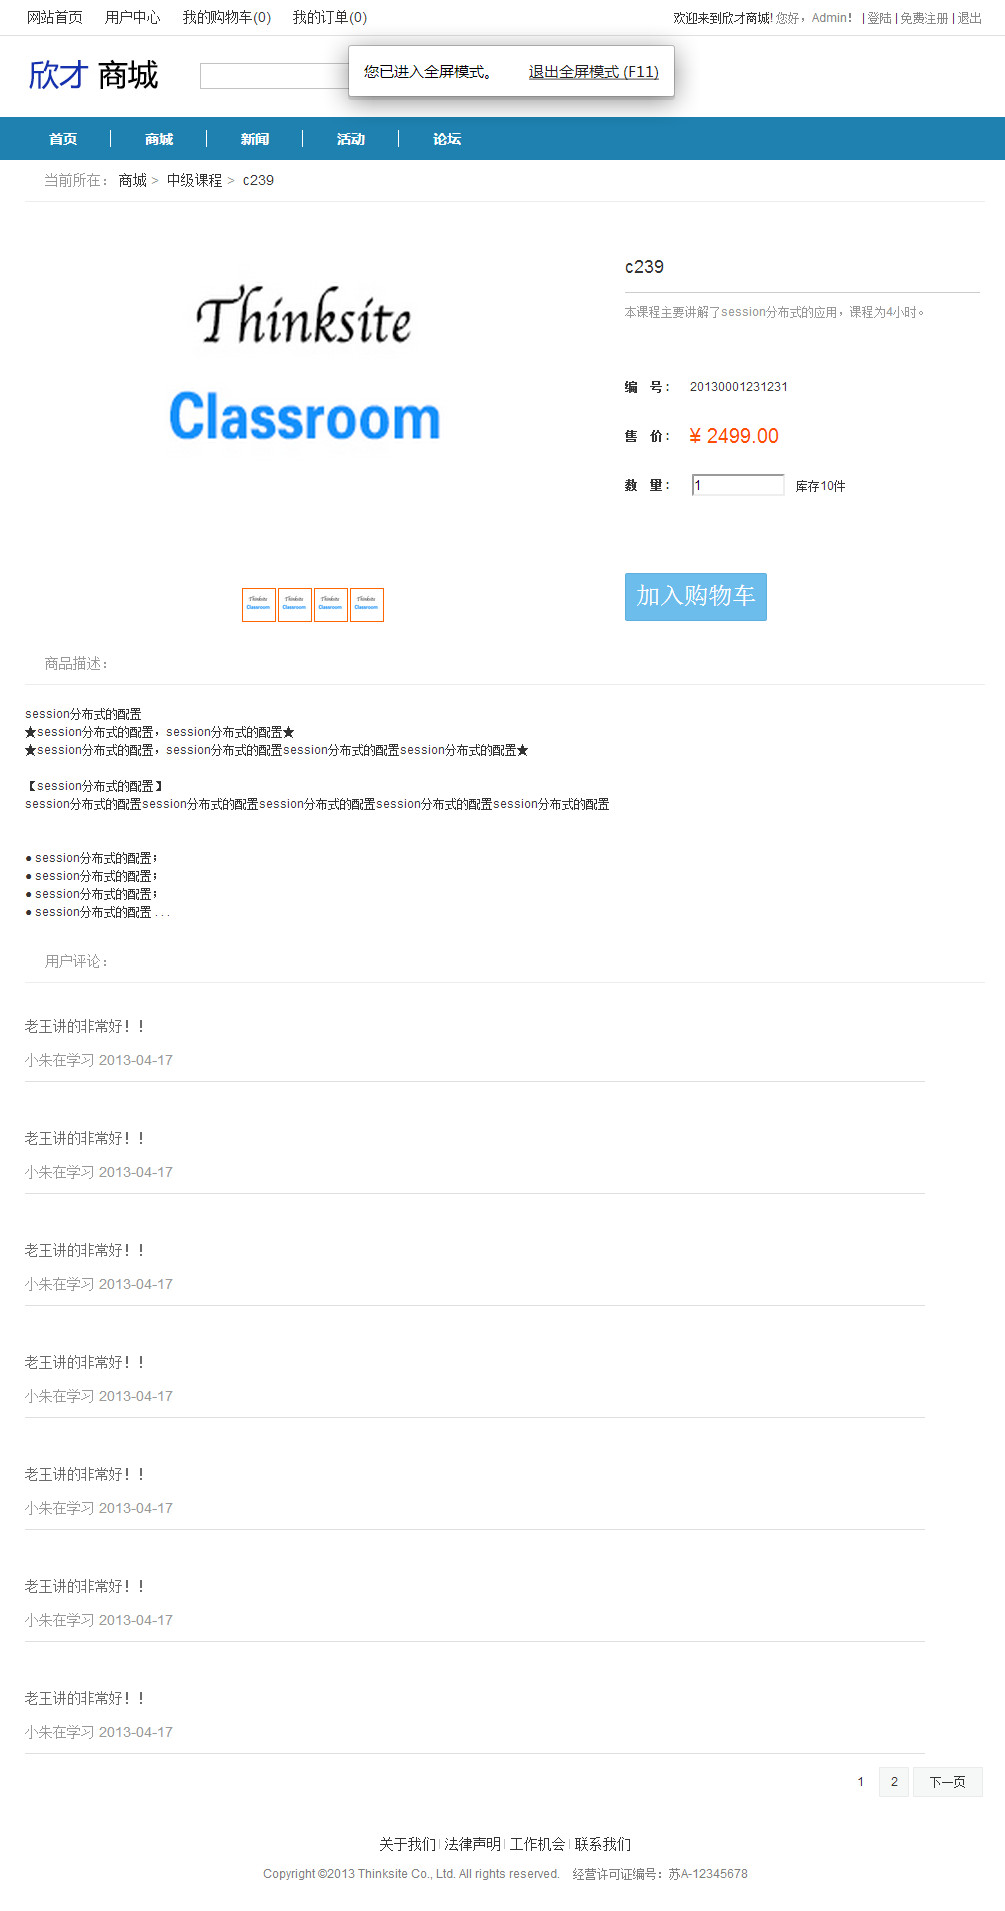 网站首页 用户中心 我的购物车(0) 我的订单(0) 欢迎来到欣才商城! 您好，Admin! | 登陆 | 免费注册 | 退出
欣才 商城
您已进入全屏模式。 退出全屏模式 (F11)
首页 商城 新闻 活动 论坛
当前所在： 商城 > 中级课程 > c239
Thinksite
Classroom
c239
本课程主要讲解了session分布式的应用，课程为4小时。
编 号： 20130001231231
售 价： ¥ 2499.00
数 量： 1 库存10件
Thinksite Thinksite Thinksite Thinksite
Classroom Classroom Classroom Classroom
加入购物车
商品描述：
session分布式的配置
★session分布式的配置，session分布式的配置★
★session分布式的配置，session分布式的配置session分布式的配置session分布式的配置★
【session分布式的配置】
session分布式的配置session分布式的配置session分布式的配置session分布式的配置session分布式的配置
● session分布式的配置；
● session分布式的配置；
● session分布式的配置；
● session分布式的配置 . . .
用户评论：
老王讲的非常好！！
小朱在学习 2013-04-17
老王讲的非常好！！
小朱在学习 2013-04-17
老王讲的非常好！！
小朱在学习 2013-04-17
老王讲的非常好！！
小朱在学习 2013-04-17
老王讲的非常好！！
小朱在学习 2013-04-17
老王讲的非常好！！
小朱在学习 2013-04-17
老王讲的非常好！！
小朱在学习 2013-04-17
1 2 下一页
关于我们 | 法律声明 | 工作机会 | 联系我们
Copyright ©2013 Thinksite Co., Ltd. All rights reserved. 经营许可证编号：苏A-12345678